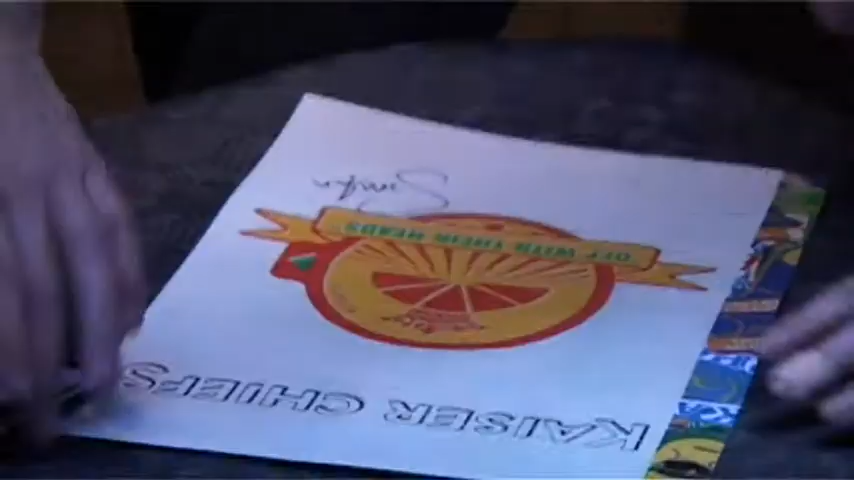 KAISER CHIEFS
OFF WITH THEIR HEADS
Simon